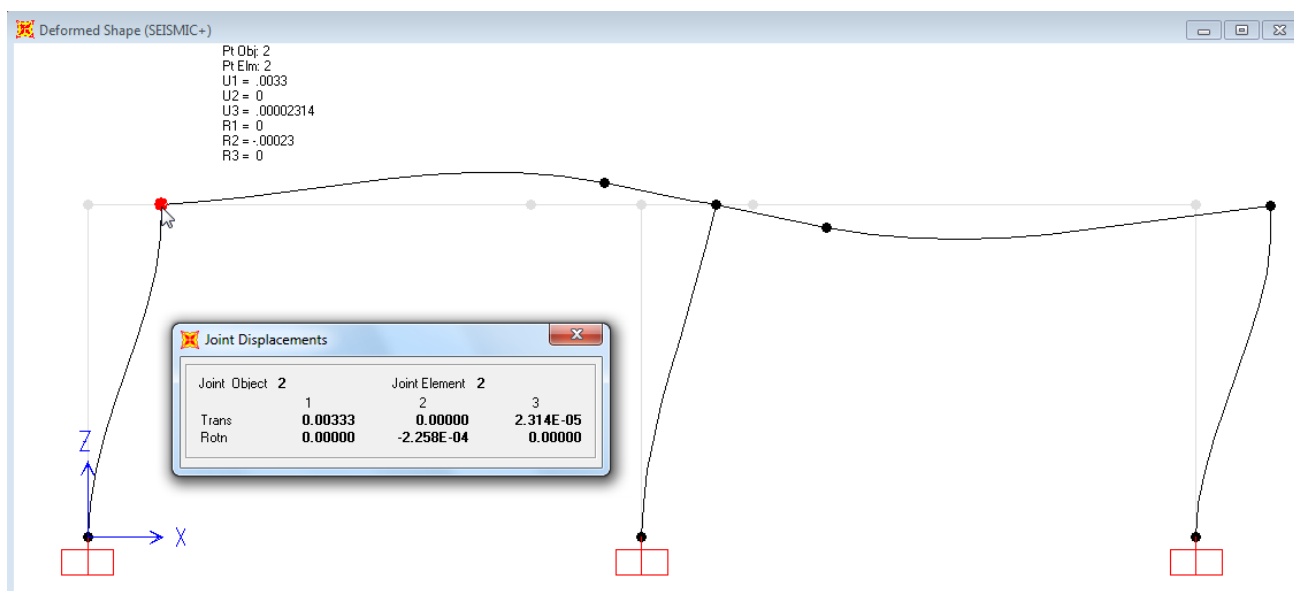 Deformed Shape (SEISMIC+)
Pt Obj: 2
Pt Elm: 2
U1 = .0033
U2 = 0
U3 = .00002314
R1 = 0
R2 = -.00023
R3 = 0
Joint Displacements
Joint Object 2 Joint Element 2
1 2 3
Trans 0.00333 0.00000 2.314E-05
Rotn 0.00000 -2.258E-04 0.00000
Z
X